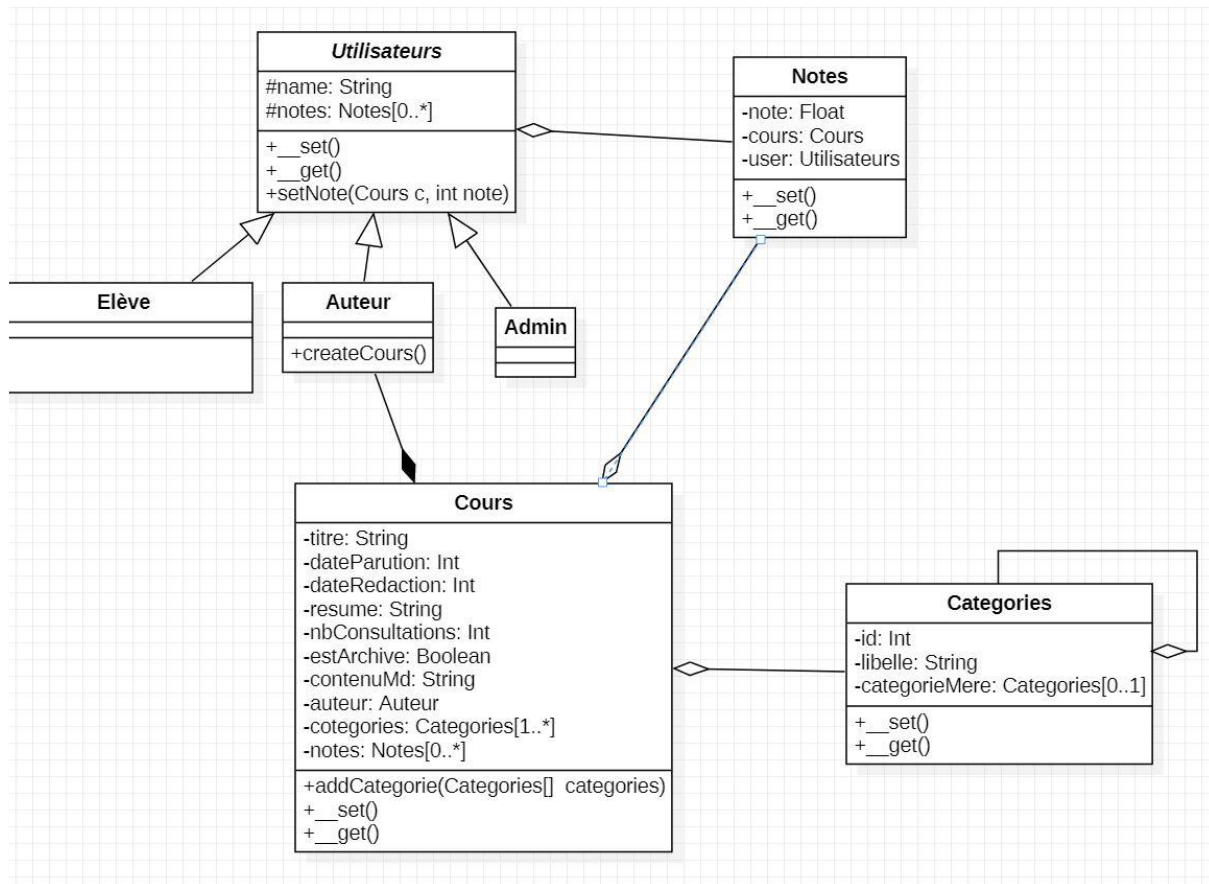 Utilisateurs
#name: String
#notes: Notes[0..*]
+__set()
+__get()
+setNote(Cours c, int note)
Notes
-note: Float
-cours: Cours
-user: Utilisateurs
+__set()
+__get()
Elève
Auteur
+createCours()
Admin
Cours
-titre: String
-dateParution: Int
-dateRedaction: Int
-resume: String
-nbConsultations: Int
-estArchive: Boolean
-contenuMd: String
-auteur: Auteur
-cotegories: Categories[1..*]
-notes: Notes[0..*]
+addCategorie(Categories[] categories)
+__set()
+__get()
Categories
-id: Int
-libelle: String
-categorieMere: Categories[0..1]
+__set()
+__get()